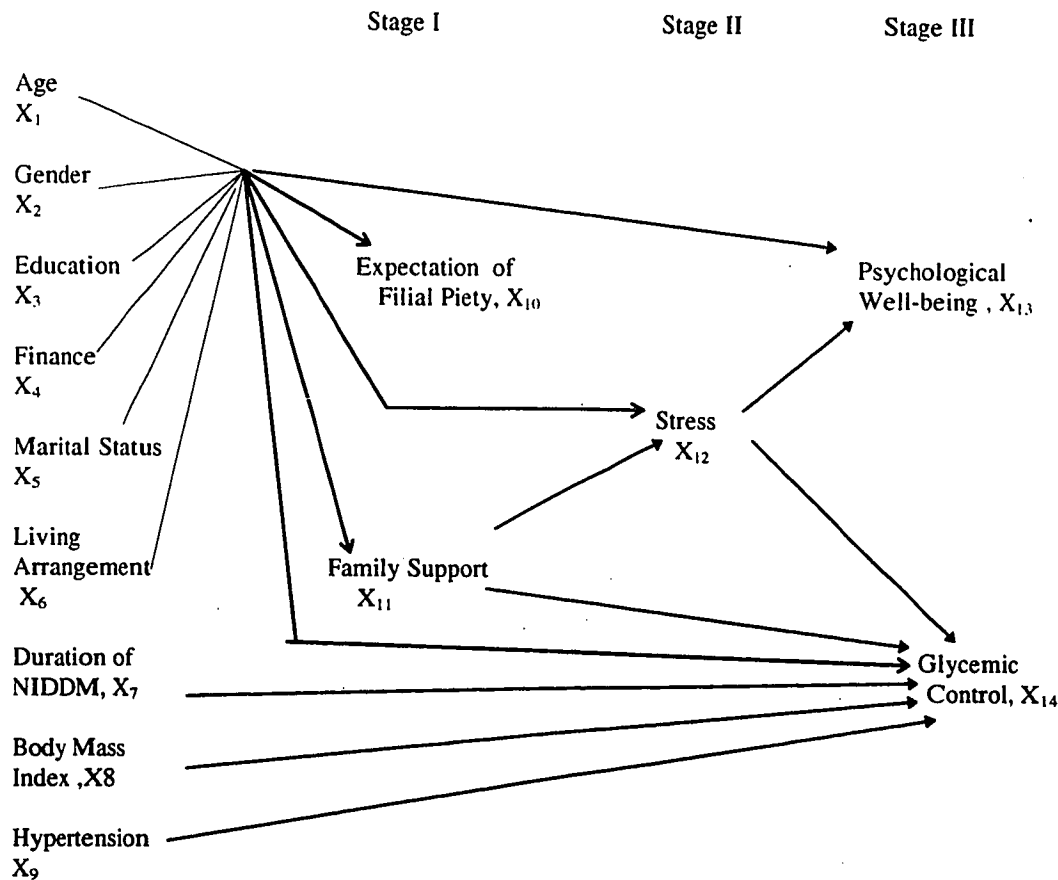 Stage I
Stage II
Stage III
Age
X₁
Gender
X₂
Education
X₃
Finance
X₄
Marital Status
X₅
Living
Arrangement
X₆
Duration of
NIDDM, X₇
Body Mass
Index ,X8
Hypertension
X₉
Expectation of
Filial Piety, X₁₀
Family Support
X₁₁
Stress
X₁₂
Psychological
Well-being , X₁₃
Glycemic
Control, X₁₄